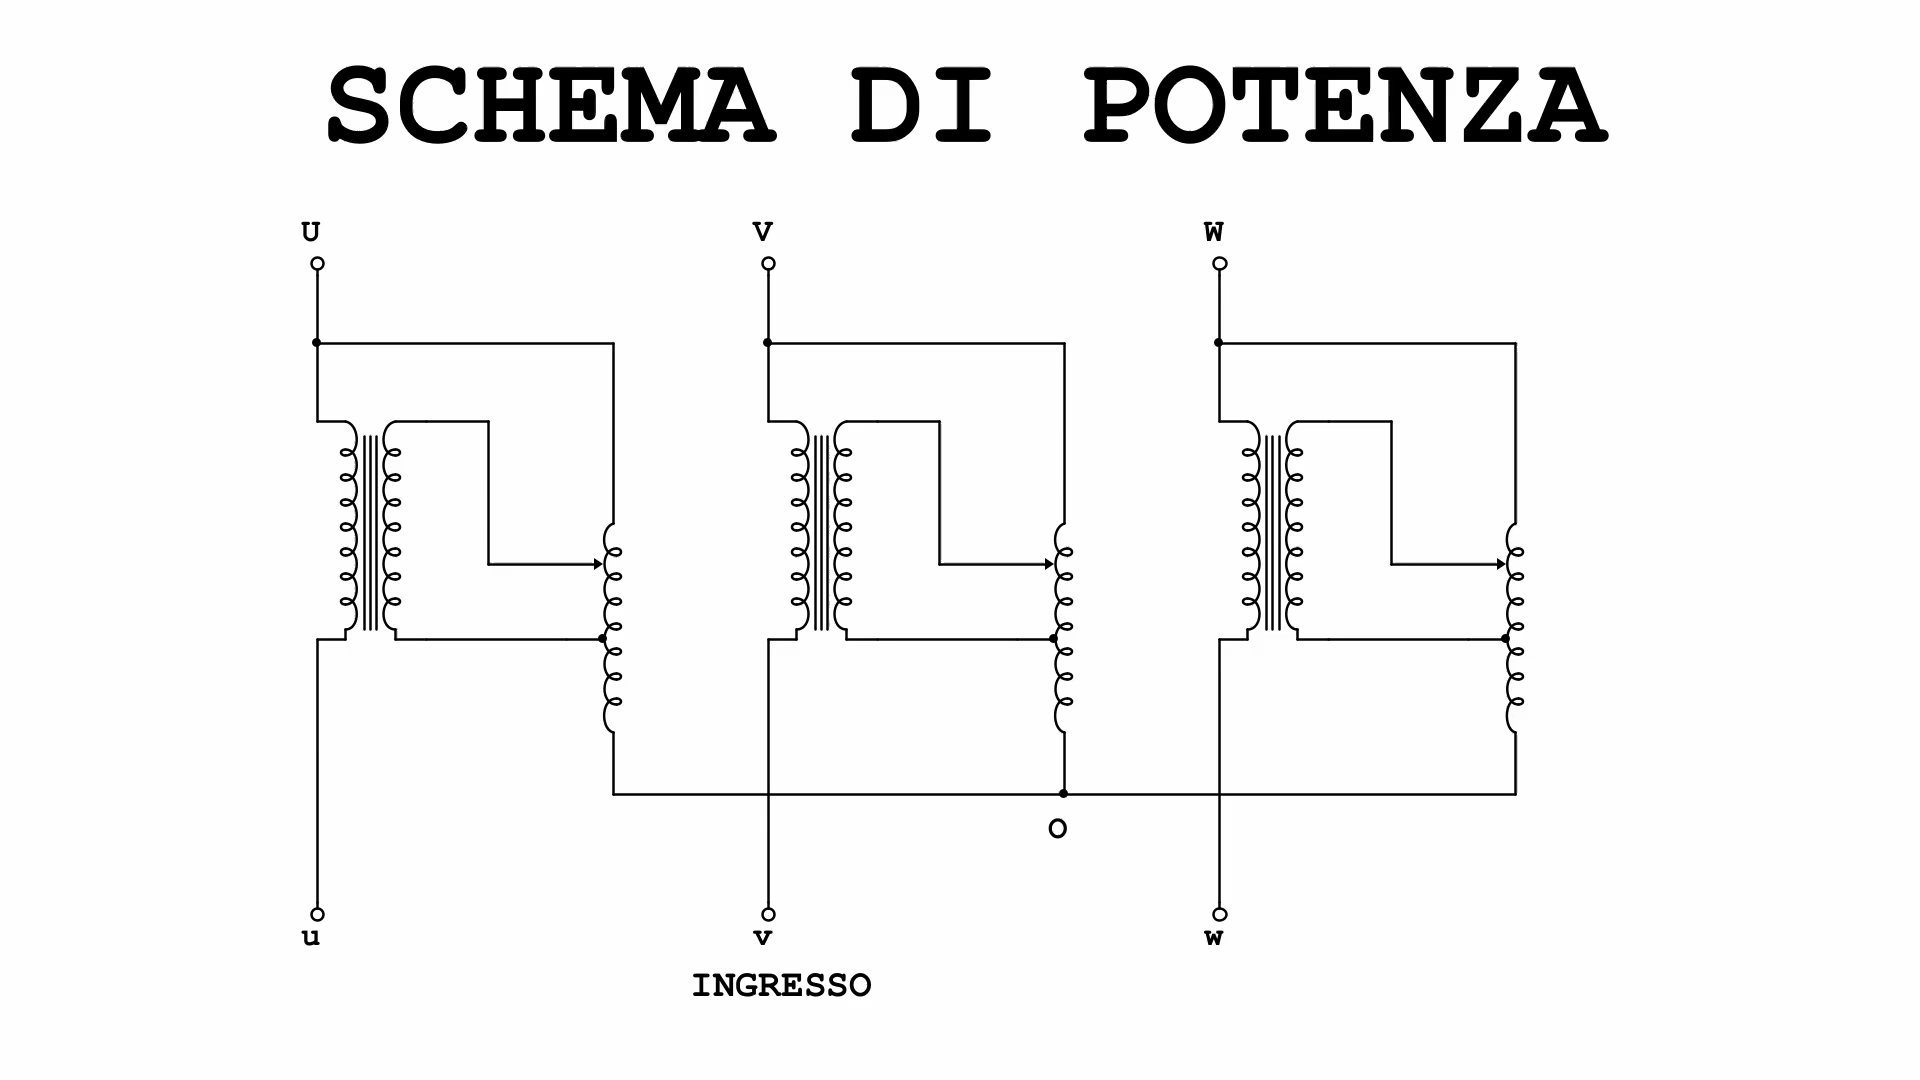 SCHEMA DI POTENZA
U V W
O
u v w
INGRESSO